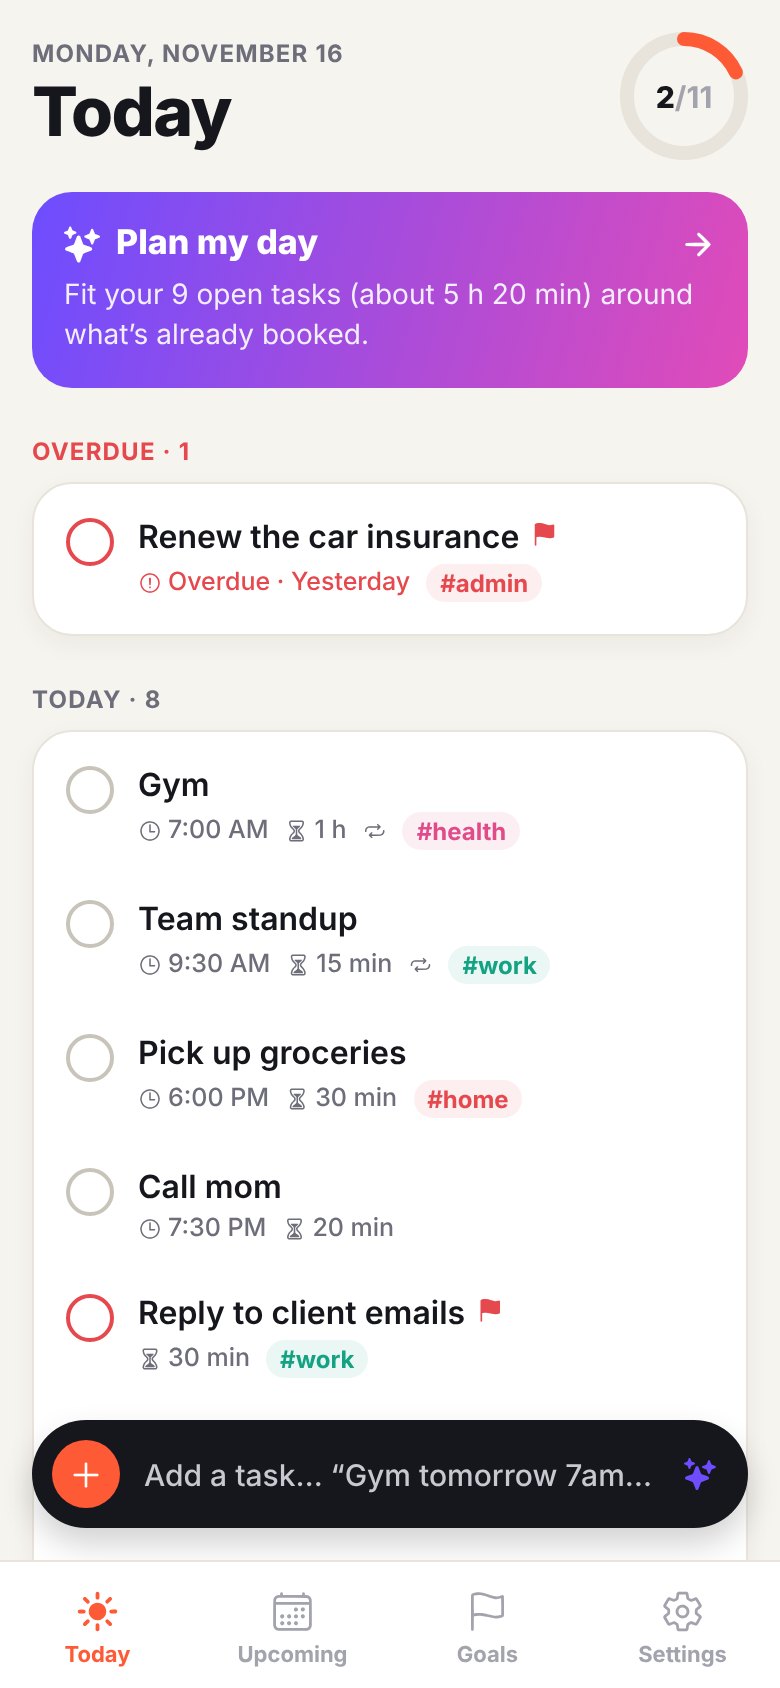 MONDAY, NOVEMBER 16
Today
2/11
Plan my day
Fit your 9 open tasks (about 5 h 20 min) around
what’s already booked.
OVERDUE · 1
Renew the car insurance
Overdue · Yesterday #admin
TODAY · 8
Gym
7:00 AM 1 h #health
Team standup
9:30 AM 15 min #work
Pick up groceries
6:00 PM 30 min #home
Call mom
7:30 PM 20 min
Reply to client emails
30 min #work
Add a task... “Gym tomorrow 7am...
Today Upcoming Goals Settings